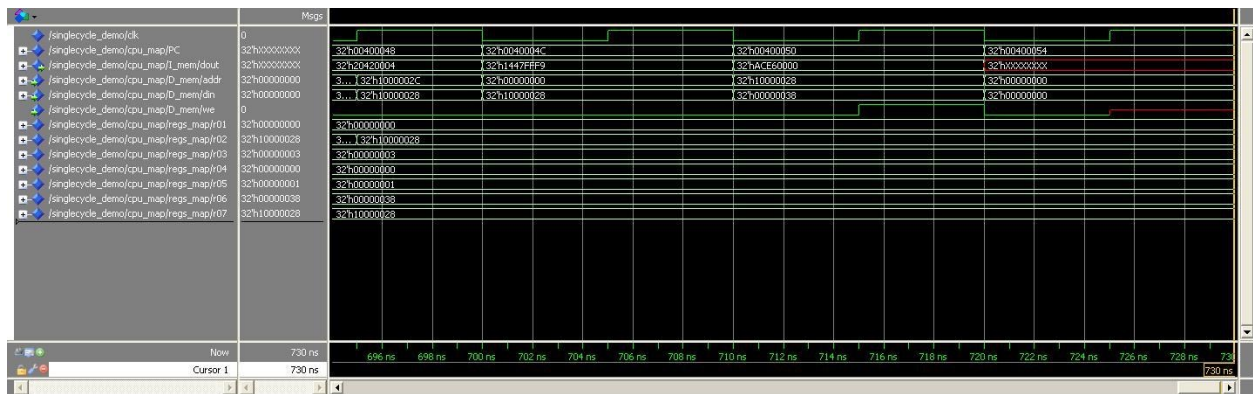 Msgs
/singlecycle_demo/clk 0
/singlecycle_demo/cpu_map/PC 32'hXXXXXXXX 32'h00400048 32'h0040004C 32'h00400050 32'h00400054
/singlecycle_demo/cpu_map/I_mem/dout 32'hXXXXXXXX 32'h20420004 32'h1447FFF9 32'hACE60000 32'hXXXXXXXX
/singlecycle_demo/cpu_map/D_mem/addr 32'h00000000 3... 32'h1000002C 32'h00000000 32'h10000028 32'h00000000
/singlecycle_demo/cpu_map/D_mem/din 32'h00000000 3... 32'h10000028 32'h10000028 32'h00000038 32'h00000000
/singlecycle_demo/cpu_map/D_mem/we 0
/singlecycle_demo/cpu_map/regs_map/r01 32'h00000000 32'h00000000
/singlecycle_demo/cpu_map/regs_map/r02 32'h10000028 3... 32'h10000028
/singlecycle_demo/cpu_map/regs_map/r03 32'h00000003 32'h00000003
/singlecycle_demo/cpu_map/regs_map/r04 32'h00000000 32'h00000000
/singlecycle_demo/cpu_map/regs_map/r05 32'h00000001 32'h00000001
/singlecycle_demo/cpu_map/regs_map/r06 32'h00000038 32'h00000038
/singlecycle_demo/cpu_map/regs_map/r07 32'h10000028 32'h10000028
Now 730 ns 696 ns 698 ns 700 ns 702 ns 704 ns 706 ns 708 ns 710 ns 712 ns 714 ns 716 ns 718 ns 720 ns 722 ns 724 ns 726 ns 728 ns 730
Cursor 1 730 ns 730 ns